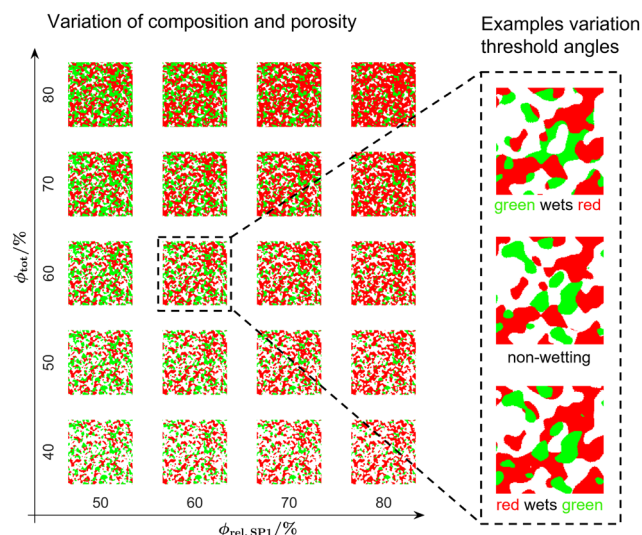 Variation of composition and porosity
Examples variation
threshold angles
80
70
60
50
40
ϕtot/%
50
60
70
80
ϕrel, SP1/%
green wets red
non-wetting
red wets green